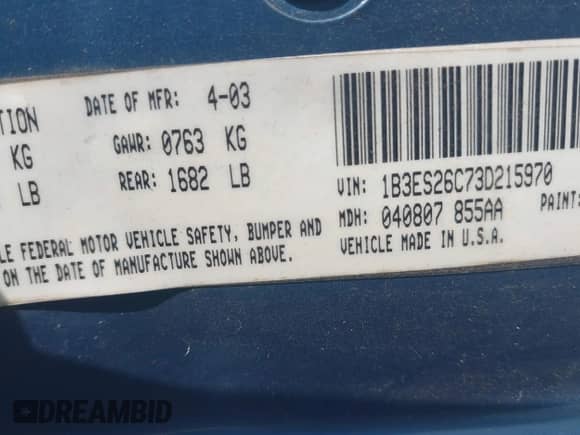 TION
DATE OF MFR: 4-03
KG
GAWR: 0763 KG
LB
REAR: 1682 LB
VIN: 1B3ES26C73D215970
MDH: 040807 855AA
PAINT:
VEHICLE MADE IN U.S.A.
LE FEDERAL MOTOR VEHICLE SAFETY, BUMPER AND
ON THE DATE OF MANUFACTURE SHOWN ABOVE.
DREAMBID